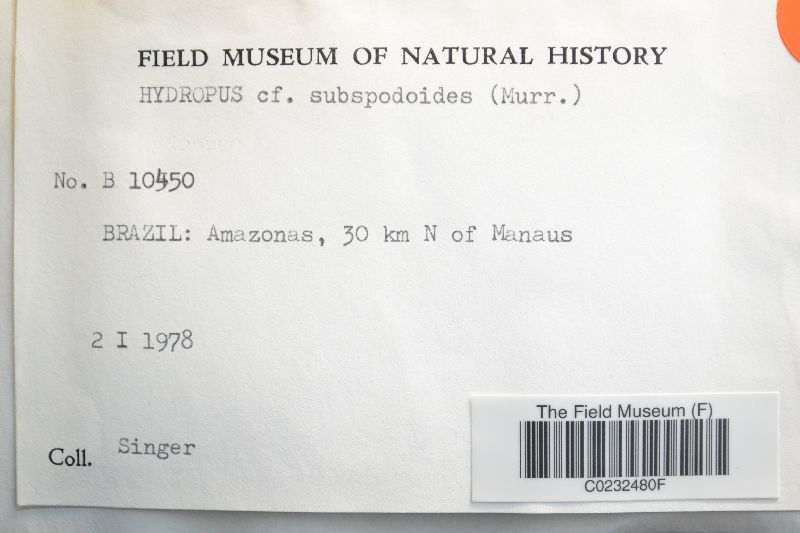 FIELD MUSEUM OF NATURAL HISTORY
HYDROPUS cf. subspodoides (Murr.)
No. B 10450
BRAZIL: Amazonas, 30 km N of Manaus
2 I 1978
Coll. Singer
The Field Museum (F)
C0232480F